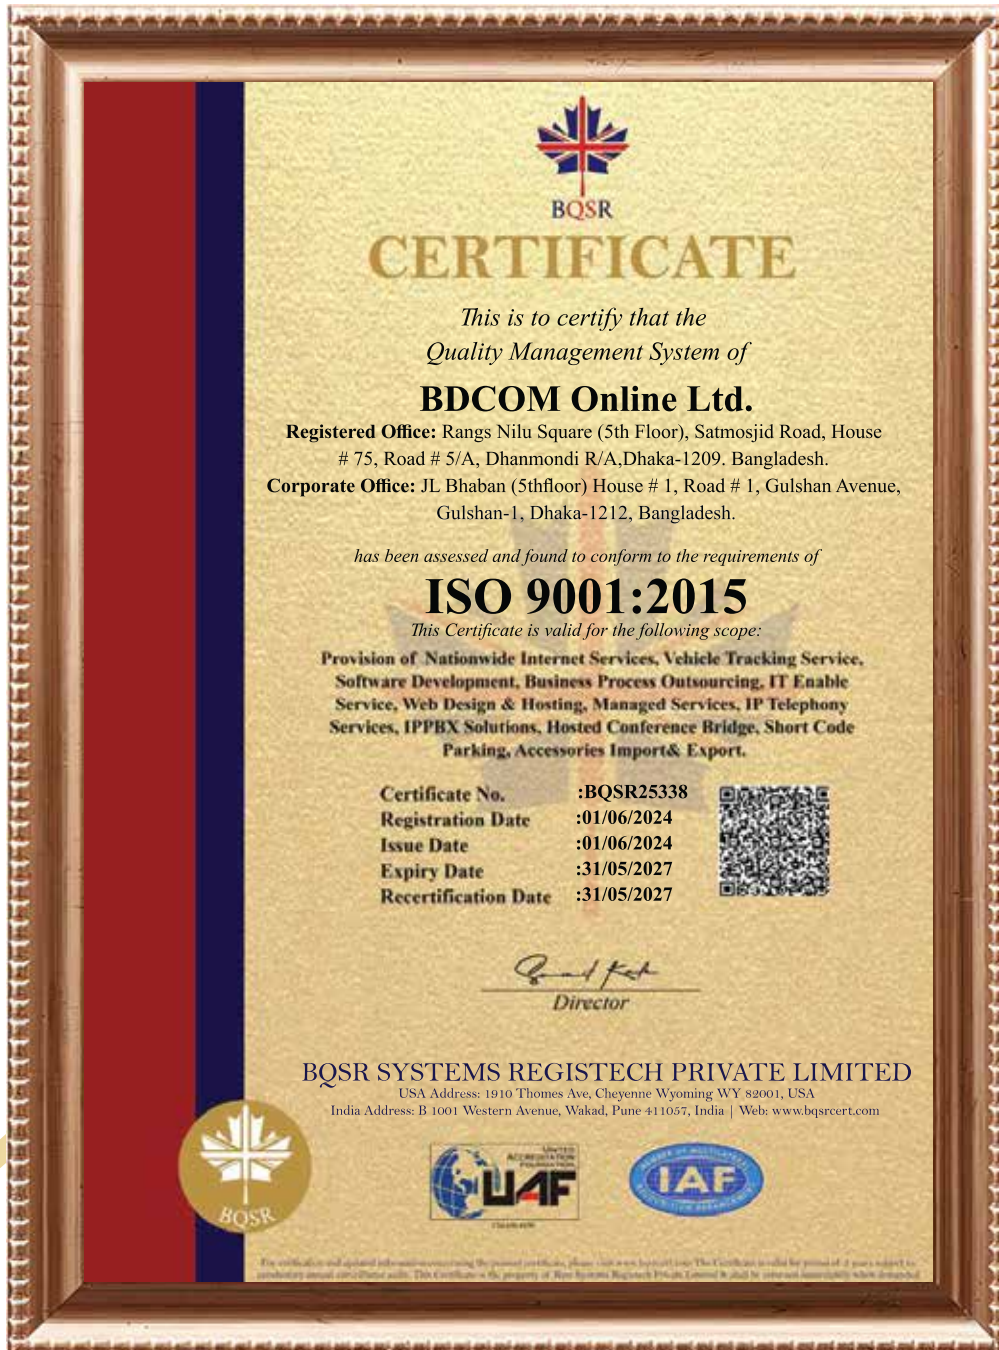 BQSR
CERTIFICATE
This is to certify that the
Quality Management System of
BDCOM Online Ltd.
Registered Office: Rangs Nilu Square (5th Floor), Satmosjid Road, House
# 75, Road # 5/A, Dhanmondi R/A,Dhaka-1209. Bangladesh.
Corporate Office: JL Bhaban (5thfloor) House # 1, Road # 1, Gulshan Avenue,
Gulshan-1, Dhaka-1212, Bangladesh.
has been assessed and found to conform to the requirements of
ISO 9001:2015
This Certificate is valid for the following scope:
Provision of Nationwide Internet Services, Vehicle Tracking Service,
Software Development, Business Process Outsourcing, IT Enable
Service, Web Design & Hosting, Managed Services, IP Telephony
Services, IPPBX Solutions, Hosted Conference Bridge, Short Code
Parking, Accessories Import& Export.
Certificate No. :BQSR25338
Registration Date :01/06/2024
Issue Date :01/06/2024
Expiry Date :31/05/2027
Recertification Date :31/05/2027
Director
BQSR SYSTEMS REGISTECH PRIVATE LIMITED
USA Address: 1910 Thomes Ave, Cheyenne Wyoming WY 82001, USA
India Address: B 1001 Western Avenue, Wakad, Pune 411057, India | Web: www.bqsrcert.com
BQSR
UNITED
ACCREDITATION
FOUNDATION
UAF
MEMBER OF MULTILATERAL
IAF
RECOGNITION ARRANGEMENT